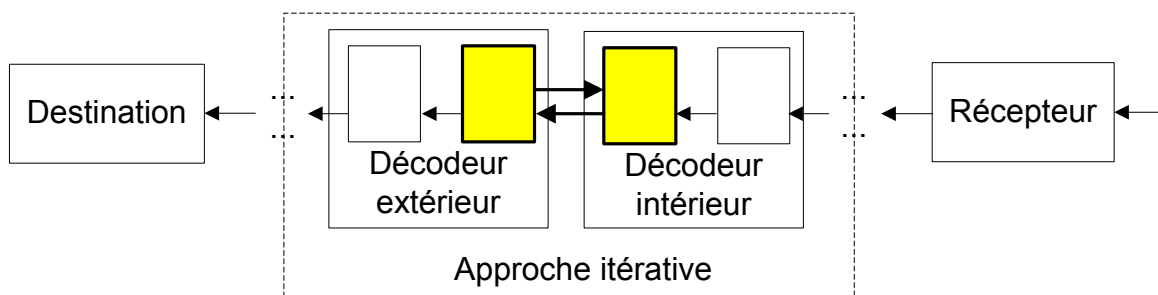 Destination
...
...
Décodeur
extérieur
Décodeur
intérieur
...
...
Récepteur
Approche itérative